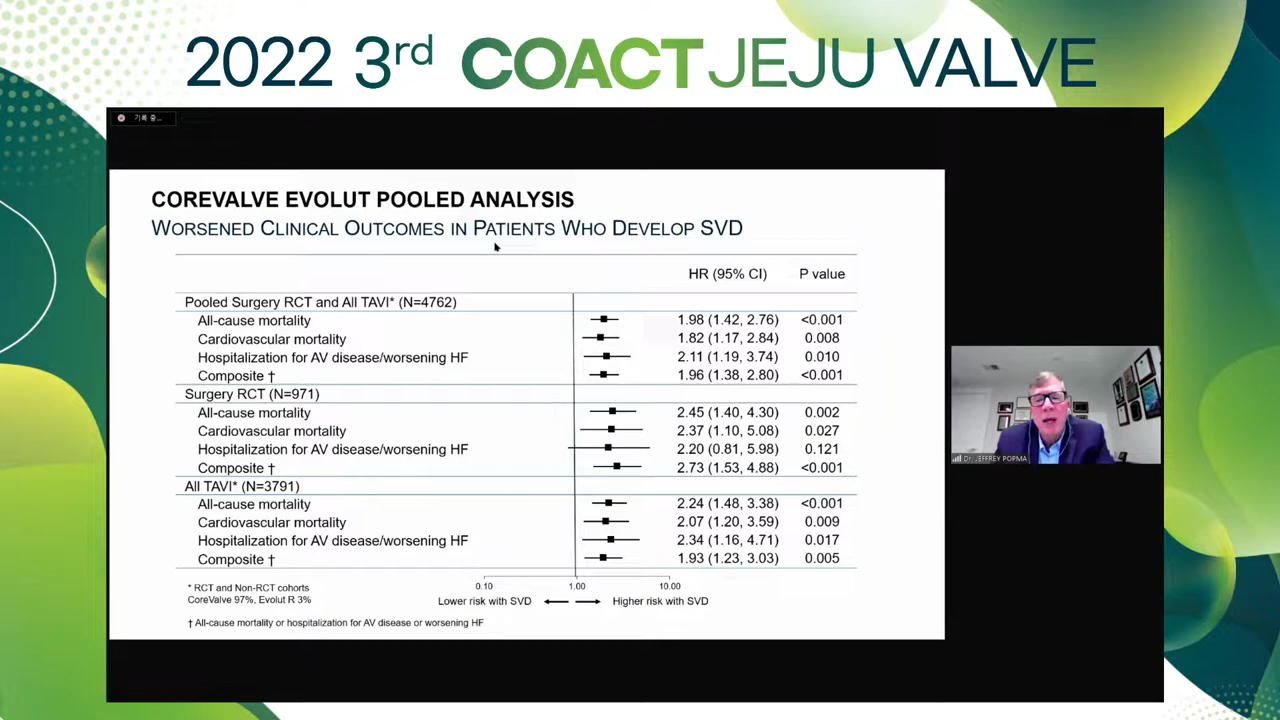 2022 3rd COACT JEJU VALVE
기록 중...
COREVALVE EVOLUT POOLED ANALYSIS
WORSENED CLINICAL OUTCOMES IN PATIENTS WHO DEVELOP SVD
HR (95% CI) P value
Pooled Surgery RCT and All TAVI* (N=4762)
All-cause mortality 1.98 (1.42, 2.76) <0.001
Cardiovascular mortality 1.82 (1.17, 2.84) 0.008
Hospitalization for AV disease/worsening HF 2.11 (1.19, 3.74) 0.010
Composite † 1.96 (1.38, 2.80) <0.001
Surgery RCT (N=971)
All-cause mortality 2.45 (1.40, 4.30) 0.002
Cardiovascular mortality 2.37 (1.10, 5.08) 0.027
Hospitalization for AV disease/worsening HF 2.20 (0.81, 5.98) 0.121
Composite † 2.73 (1.53, 4.88) <0.001
All TAVI* (N=3791)
All-cause mortality 2.24 (1.48, 3.38) <0.001
Cardiovascular mortality 2.07 (1.20, 3.59) 0.009
Hospitalization for AV disease/worsening HF 2.34 (1.16, 4.71) 0.017
Composite † 1.93 (1.23, 3.03) 0.005
0.10 1.00 10.00
Lower risk with SVD Higher risk with SVD
* RCT and Non-RCT cohorts
CoreValve 97%, Evolut R 3%
† All-cause mortality or hospitalization for AV disease or worsening HF
Dr. JEFFREY POPMA